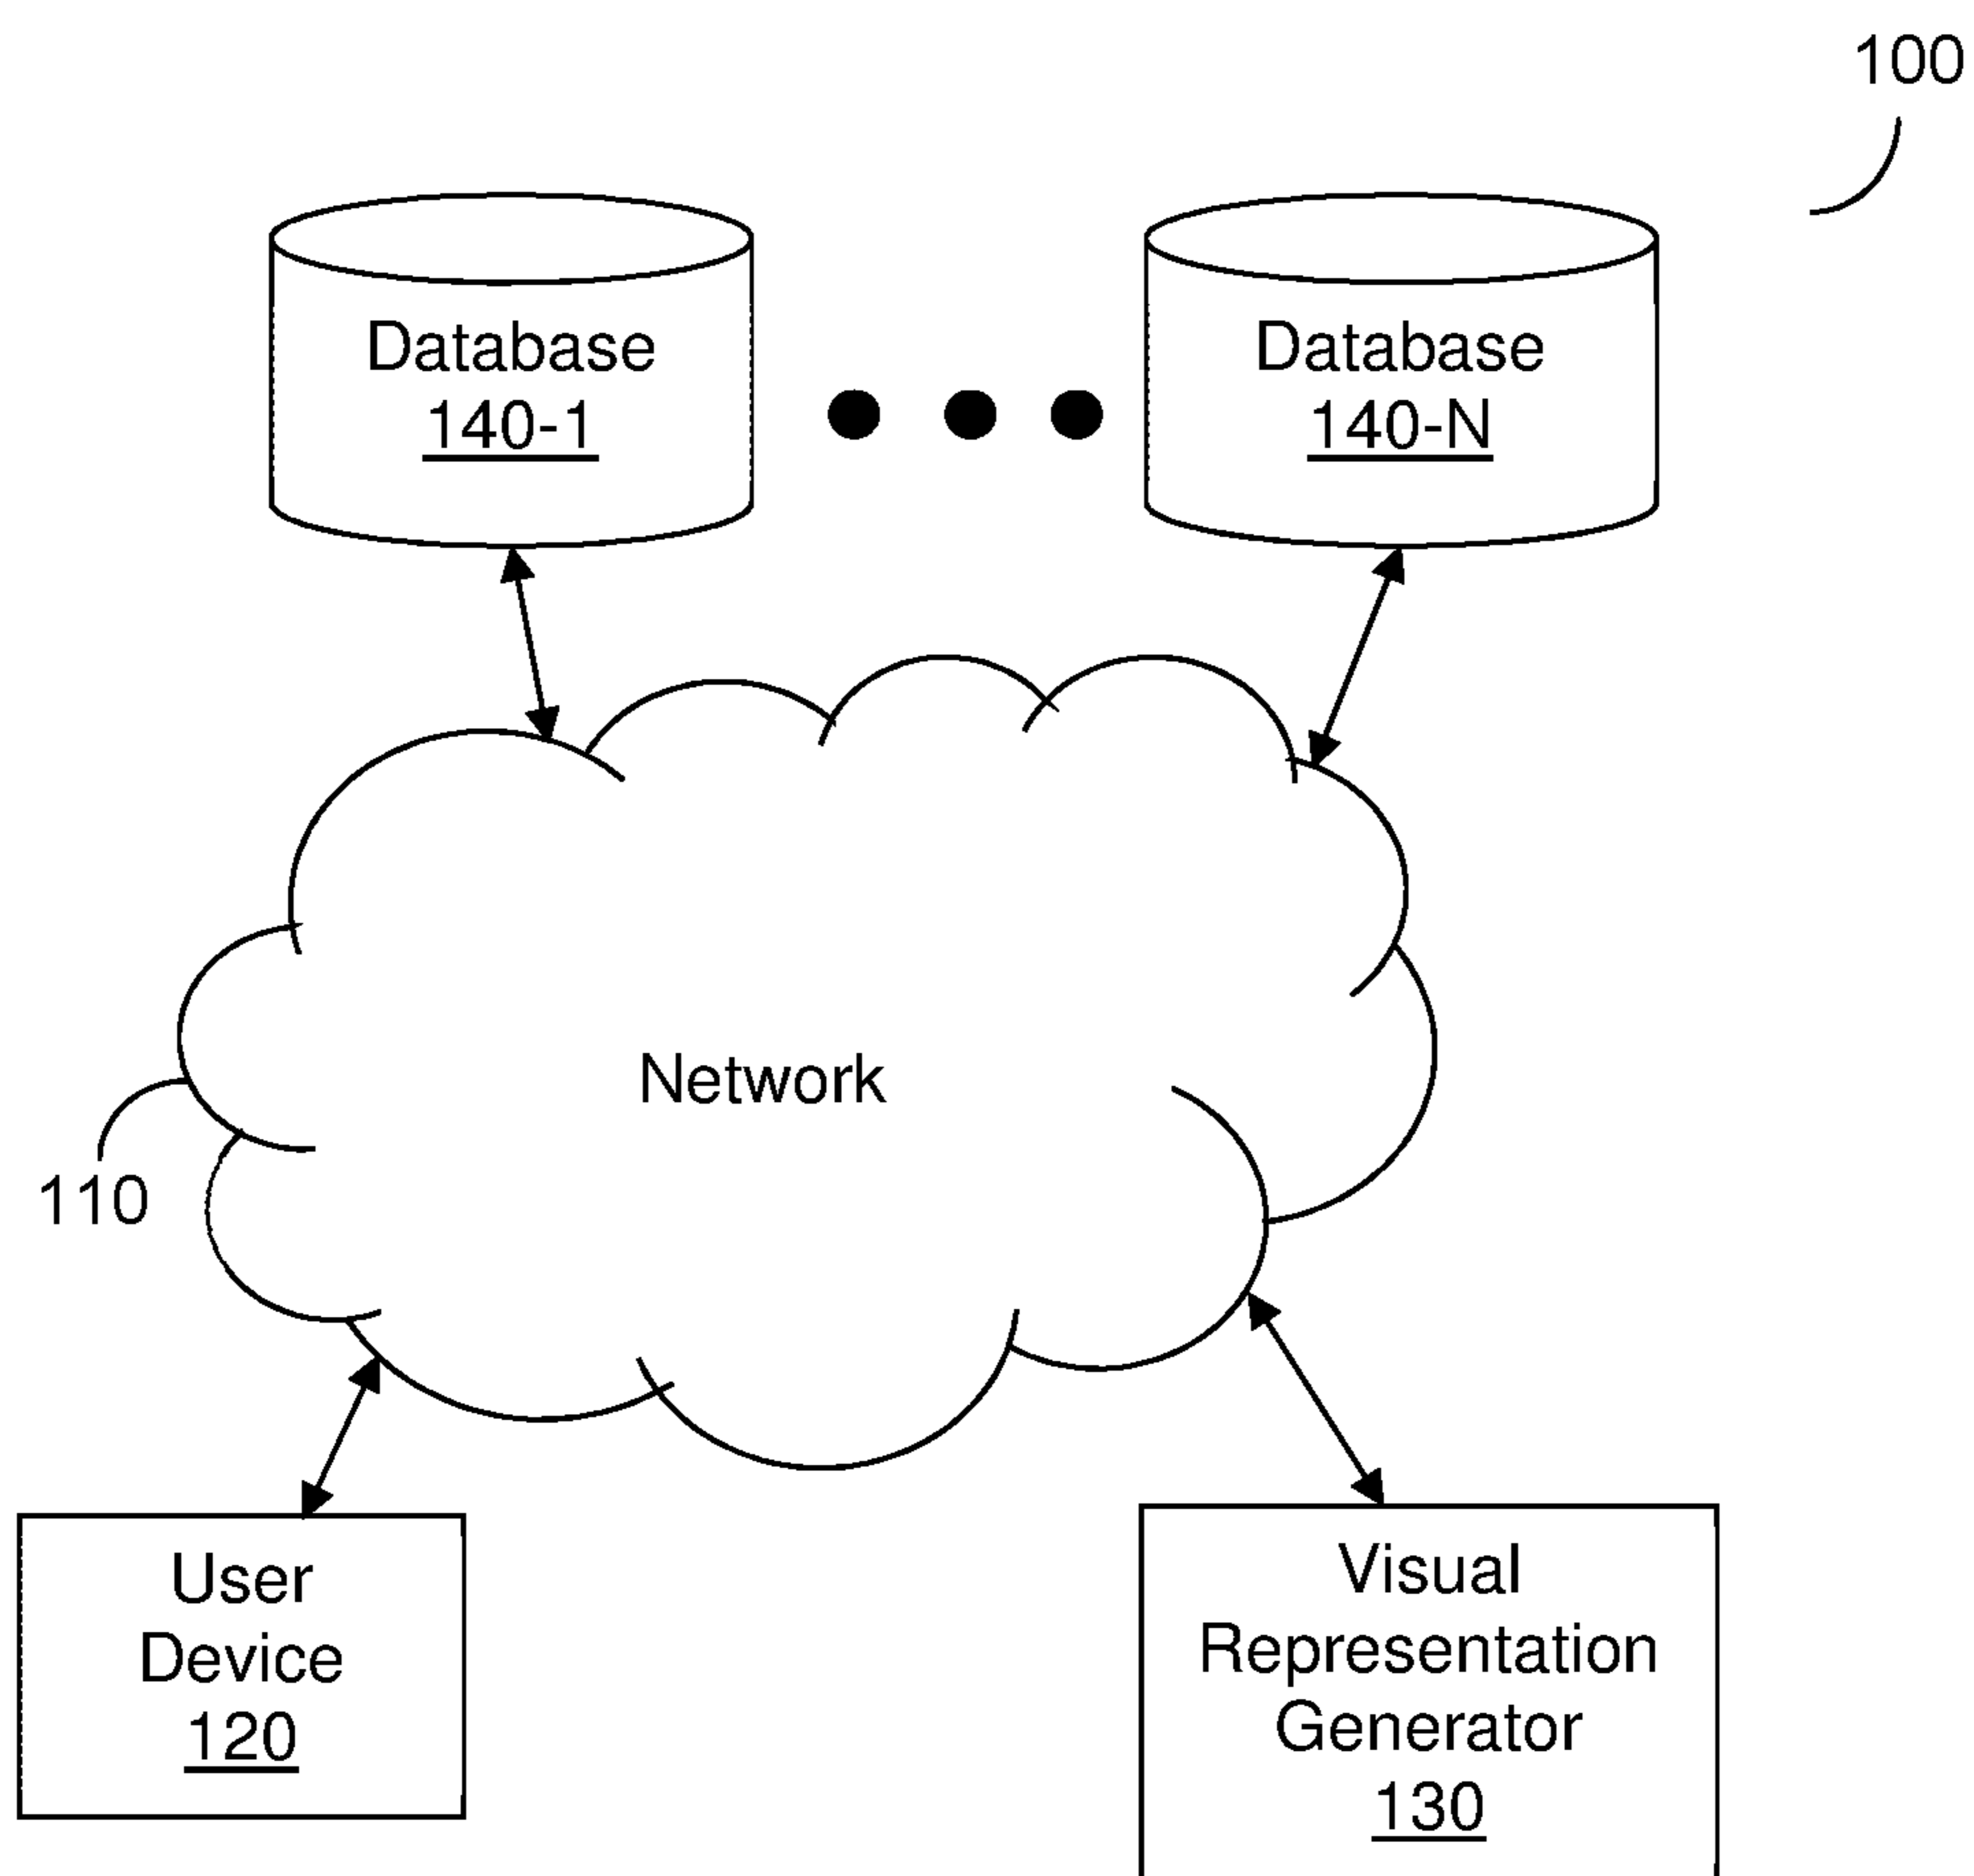 100
Database
140-1
Database
140-N
Network
110
User
Device
120
Visual
Representation
Generator
130